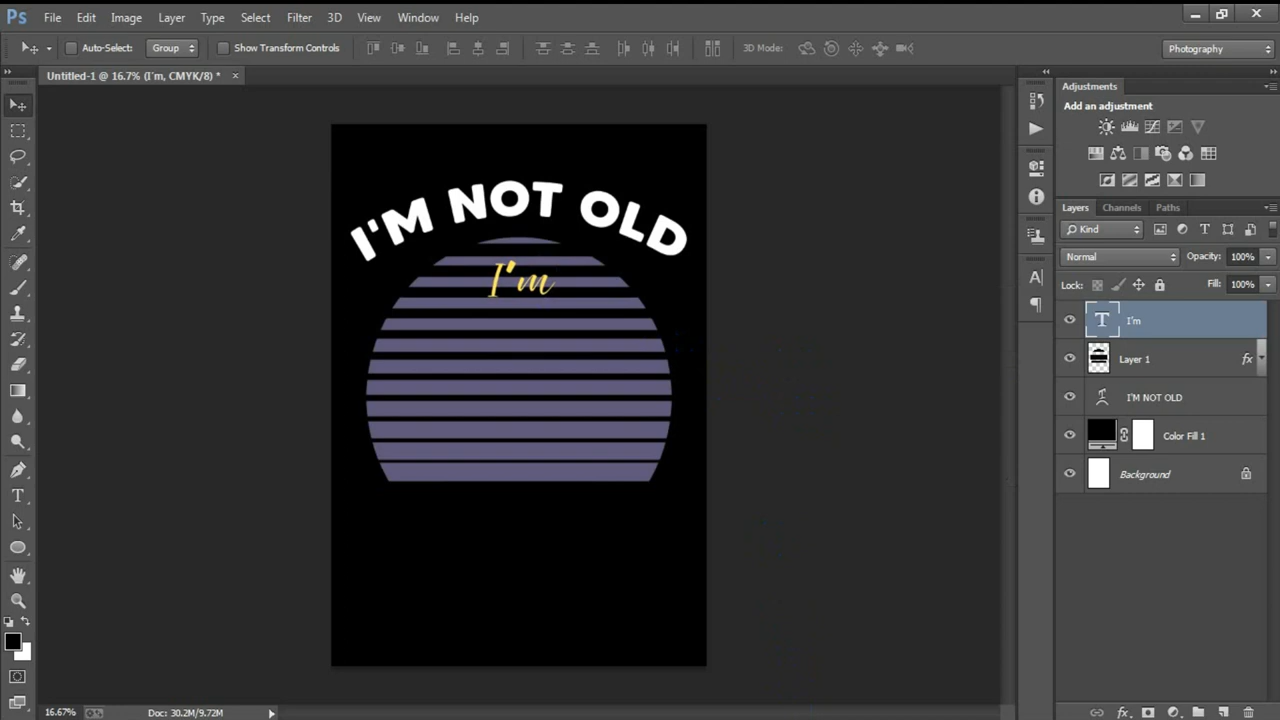 Ps File Edit Image Layer Type Select Filter 3D View Window Help
Auto-Select: Group Show Transform Controls 3D Mode: Photography
Untitled-1 @ 16.7% (I'm, CMYK/8) * ×
Adjustments
Add an adjustment
Layers Channels Paths
Kind
Normal Opacity: 100%
Lock: Fill: 100%
I'm
Layer 1 fx
I'M NOT OLD
Color Fill 1
Background
I'M NOT OLD
I'm
16.67% Doc: 30.2M/9.72M